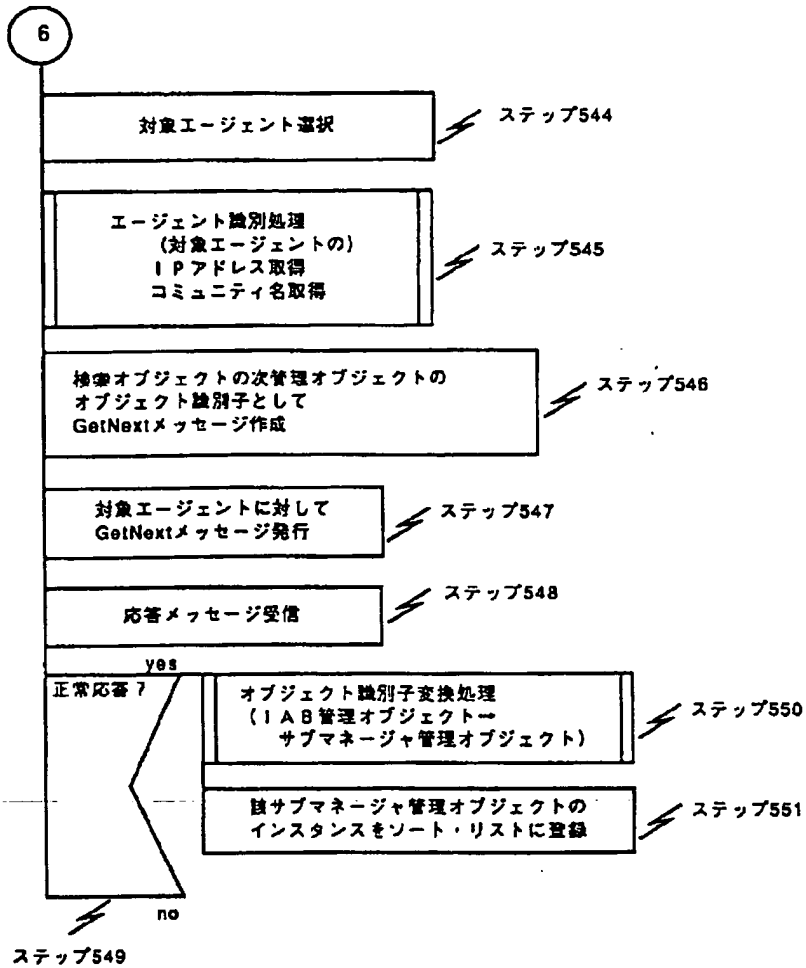 6
対象エージェント選択
ステップ544
エージェント識別処理
(対象エージェントの)
IPアドレス取得
コミュニティ名取得
ステップ545
検索オブジェクトの次管理オブジェクトの
オブジェクト識別子として
GetNextメッセージ作成
ステップ546
対象エージェントに対して
GetNextメッセージ発行
ステップ547
応答メッセージ受信
ステップ548
yes
正常応答?
オブジェクト識別子変換処理
(IAB管理オブジェクト→
サブマネージャ管理オブジェクト)
ステップ550
該サブマネージャ管理オブジェクトの
インスタンスをソート・リストに登録
ステップ551
no
ステップ549